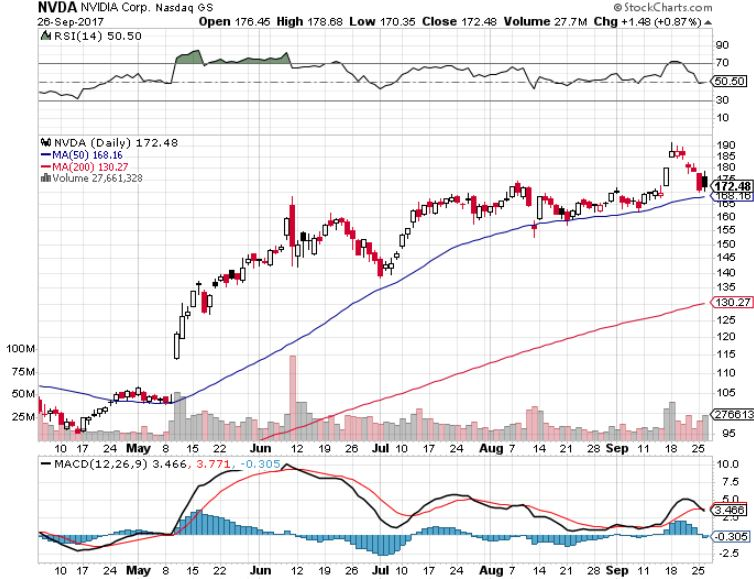 NVDA NVIDIA Corp. Nasdaq GS © StockCharts.com
26-Sep-2017 Open 176.45 High 178.68 Low 170.35 Close 172.48 Volume 27.7M Chg +1.48 (+0.87%)
RSI(14) 50.50
90
70
50.50
30
10
NVDA (Daily) 172.48
MA(50) 168.16
MA(200) 130.27
Volume 27,661,328
190
185
180
172.48
168.16
165
160
155
150
145
140
135
130.27
125
120
115
110
105
100M
75M
50M
25M
276613
95
10 17 24 May 8 15 22 Jun 12 19 26 Jul 10 17 24 Aug 7 14 21 28 Sep 11 18 25
MACD(12,26,9) 3.466, 3.771, -0.305
10.0
7.5
5.0
3.466
-0.305
-2.5
10 17 24 May 8 15 22 Jun 12 19 26 Jul 10 17 24 Aug 7 14 21 28 Sep 11 18 25